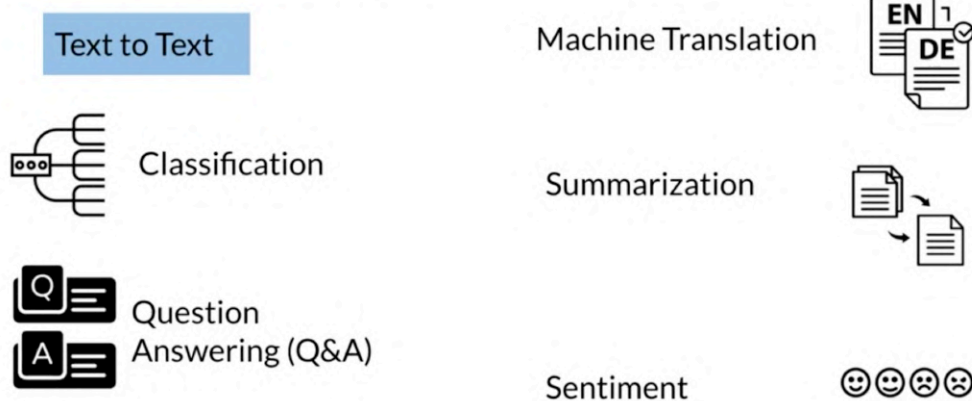 Text to Text
Classification
Q
A
Question
Answering (Q&A)
Machine Translation
EN
DE
Summarization
Sentiment